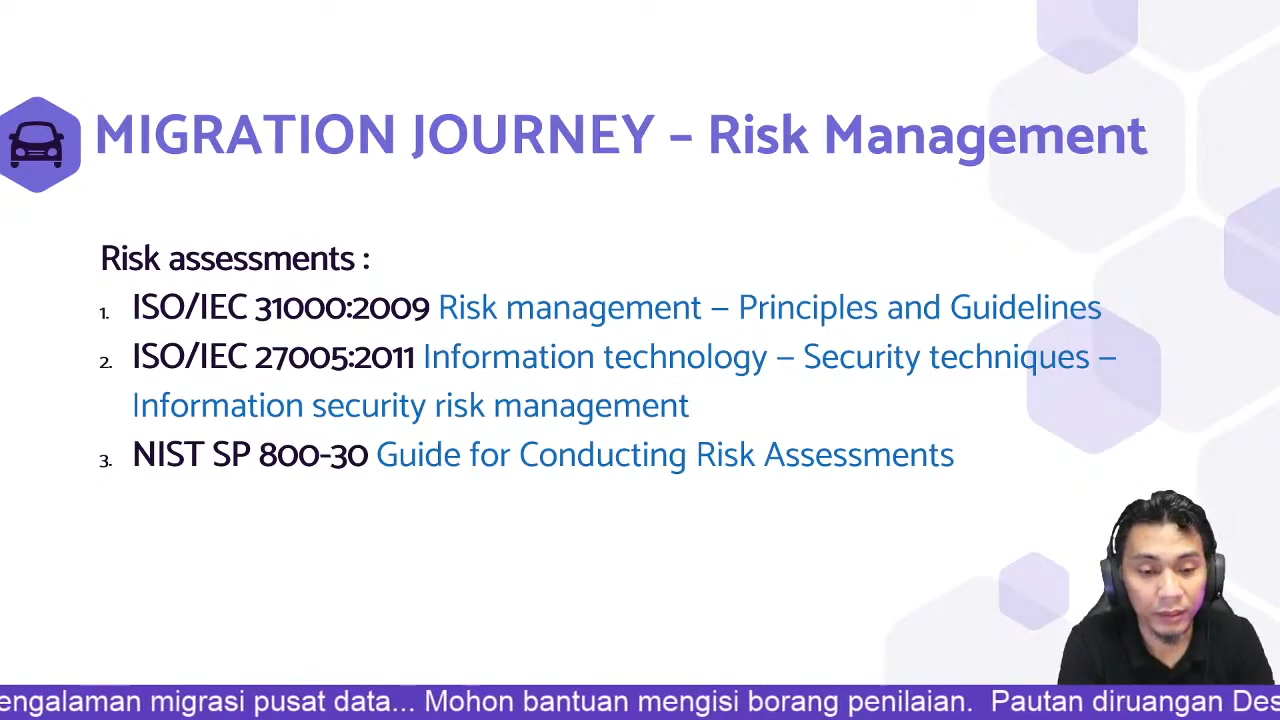 MIGRATION JOURNEY – Risk Management
Risk assessments :
1. ISO/IEC 31000:2009 Risk management – Principles and Guidelines
2. ISO/IEC 27005:2011 Information technology – Security techniques –
Information security risk management
3. NIST SP 800-30 Guide for Conducting Risk Assessments
engalaman migrasi pusat data... Mohon bantuan mengisi borang penilaian. Pautan diruangan Des